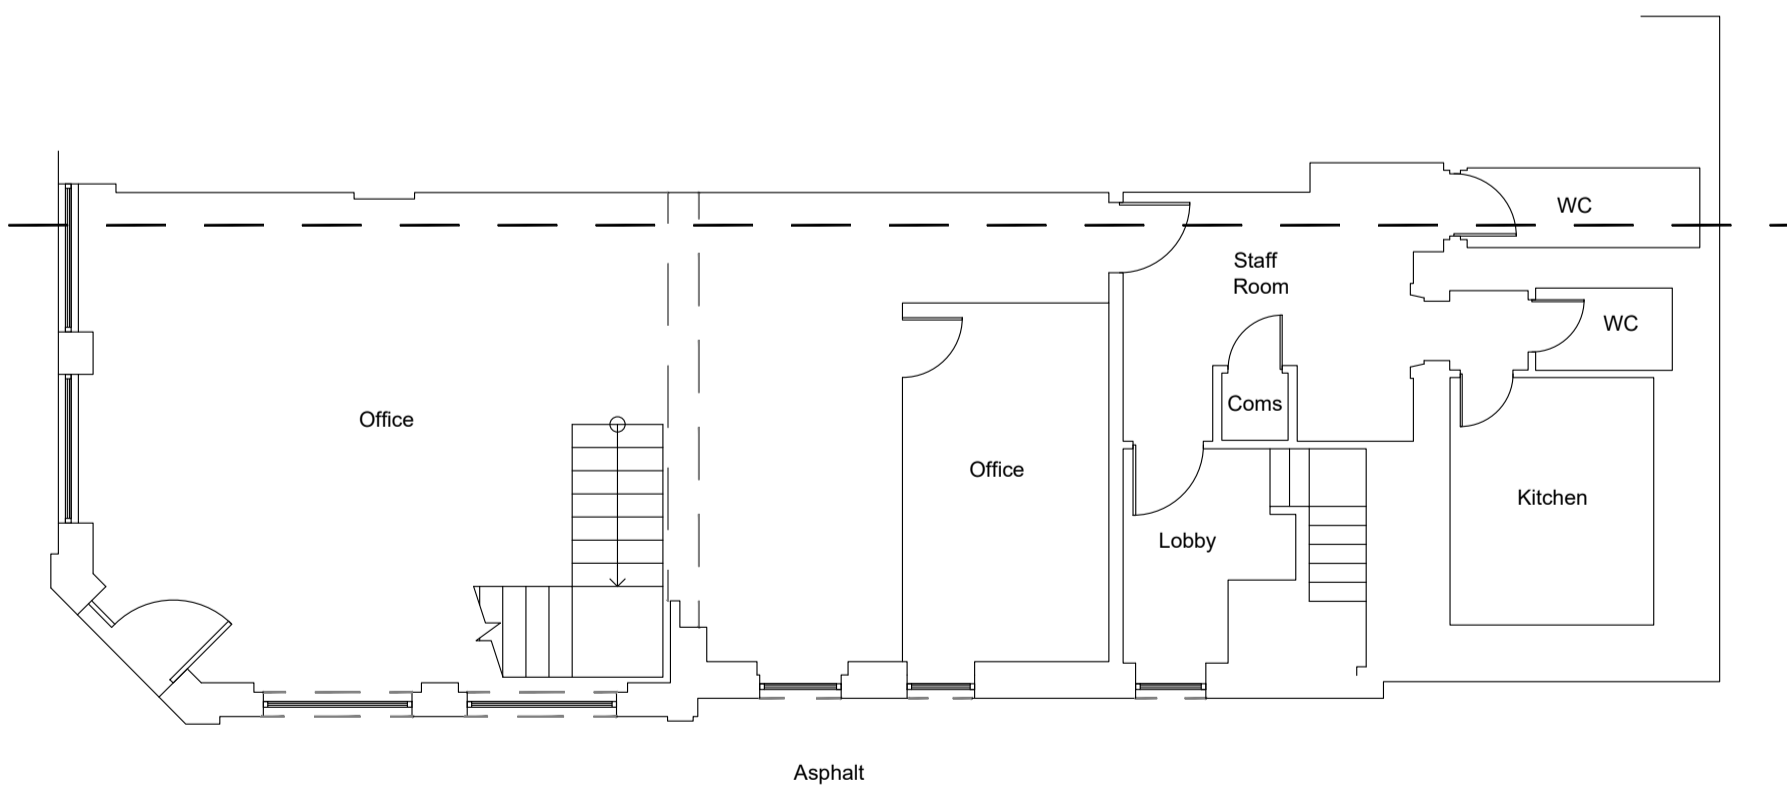 WC
Staff
Room
WC
Coms
Office
Office
Kitchen
Lobby
Asphalt